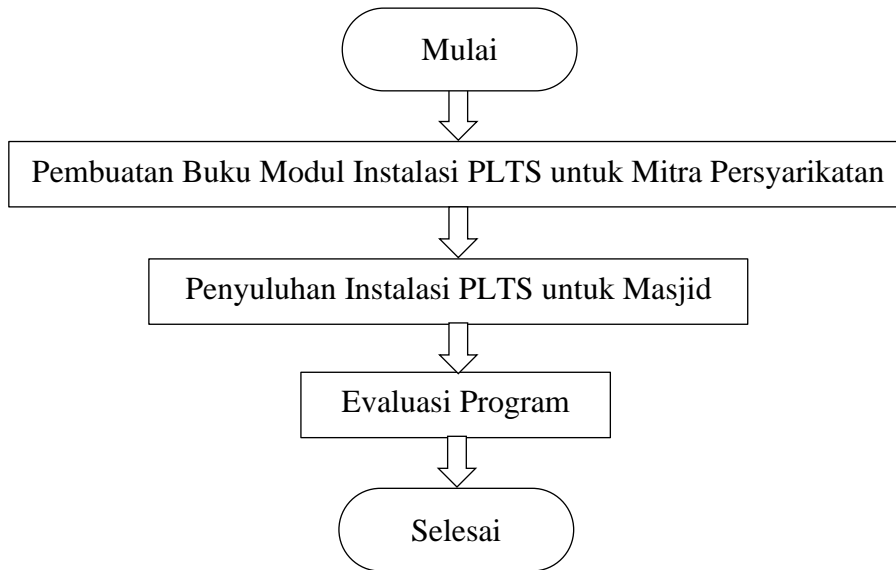 Mulai
Pembuatan Buku Modul Instalasi PLTS untuk Mitra Persyarikatan
Penyuluhan Instalasi PLTS untuk Masjid
Evaluasi Program
Selesai